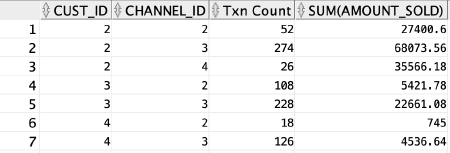 CUST_ID CHANNEL_ID Txn Count SUM(AMOUNT_SOLD)
1 2 2 52 27400.6
2 2 3 274 68073.56
3 2 4 26 35566.18
4 3 2 108 5421.78
5 3 3 228 22661.08
6 4 2 18 745
7 4 3 126 4536.64